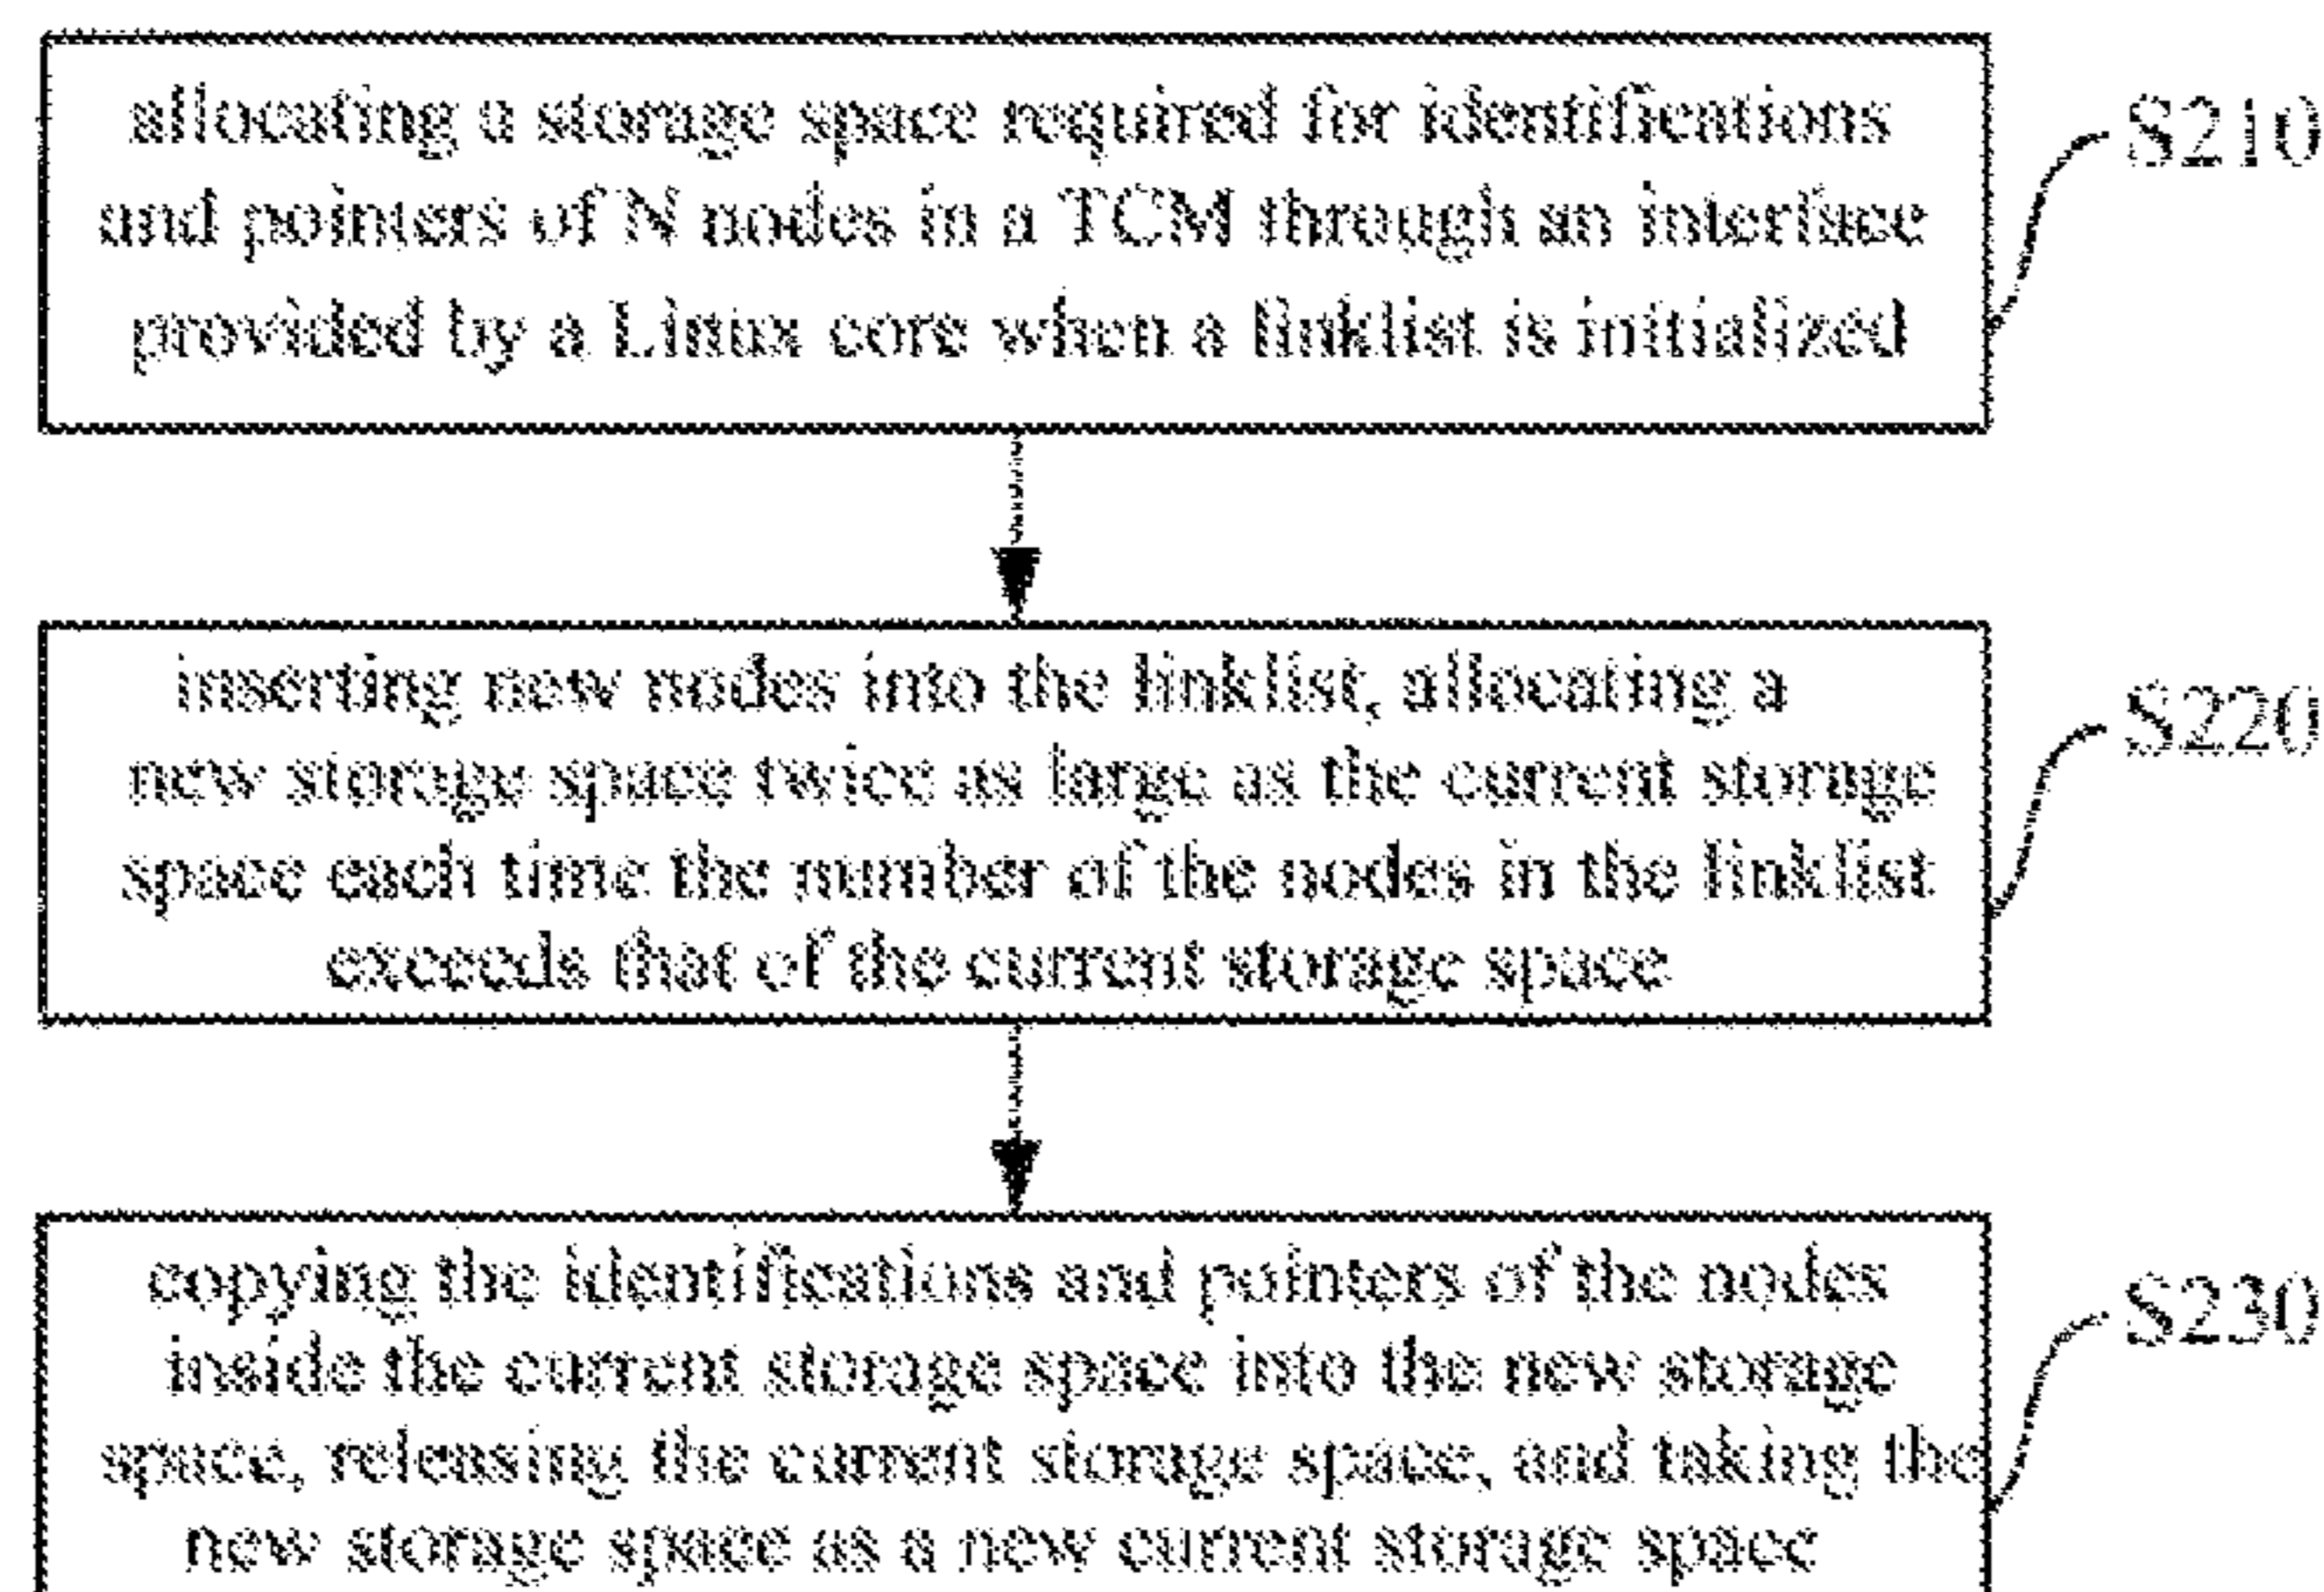 allocating a storage space required for identifications
and pointers of N nodes in a TCM through an interface
provided by a Linux core when a linklist is initialized
S210
inserting new nodes into the linklist, allocating a
new storage space twice as large as the current storage
space each time the number of the nodes in the linklist
exceeds that of the current storage space
S220
copying the identifications and pointers of the nodes
inside the current storage space into the new storage
space, releasing the current storage space, and taking the
new storage space as a new current storage space
S230